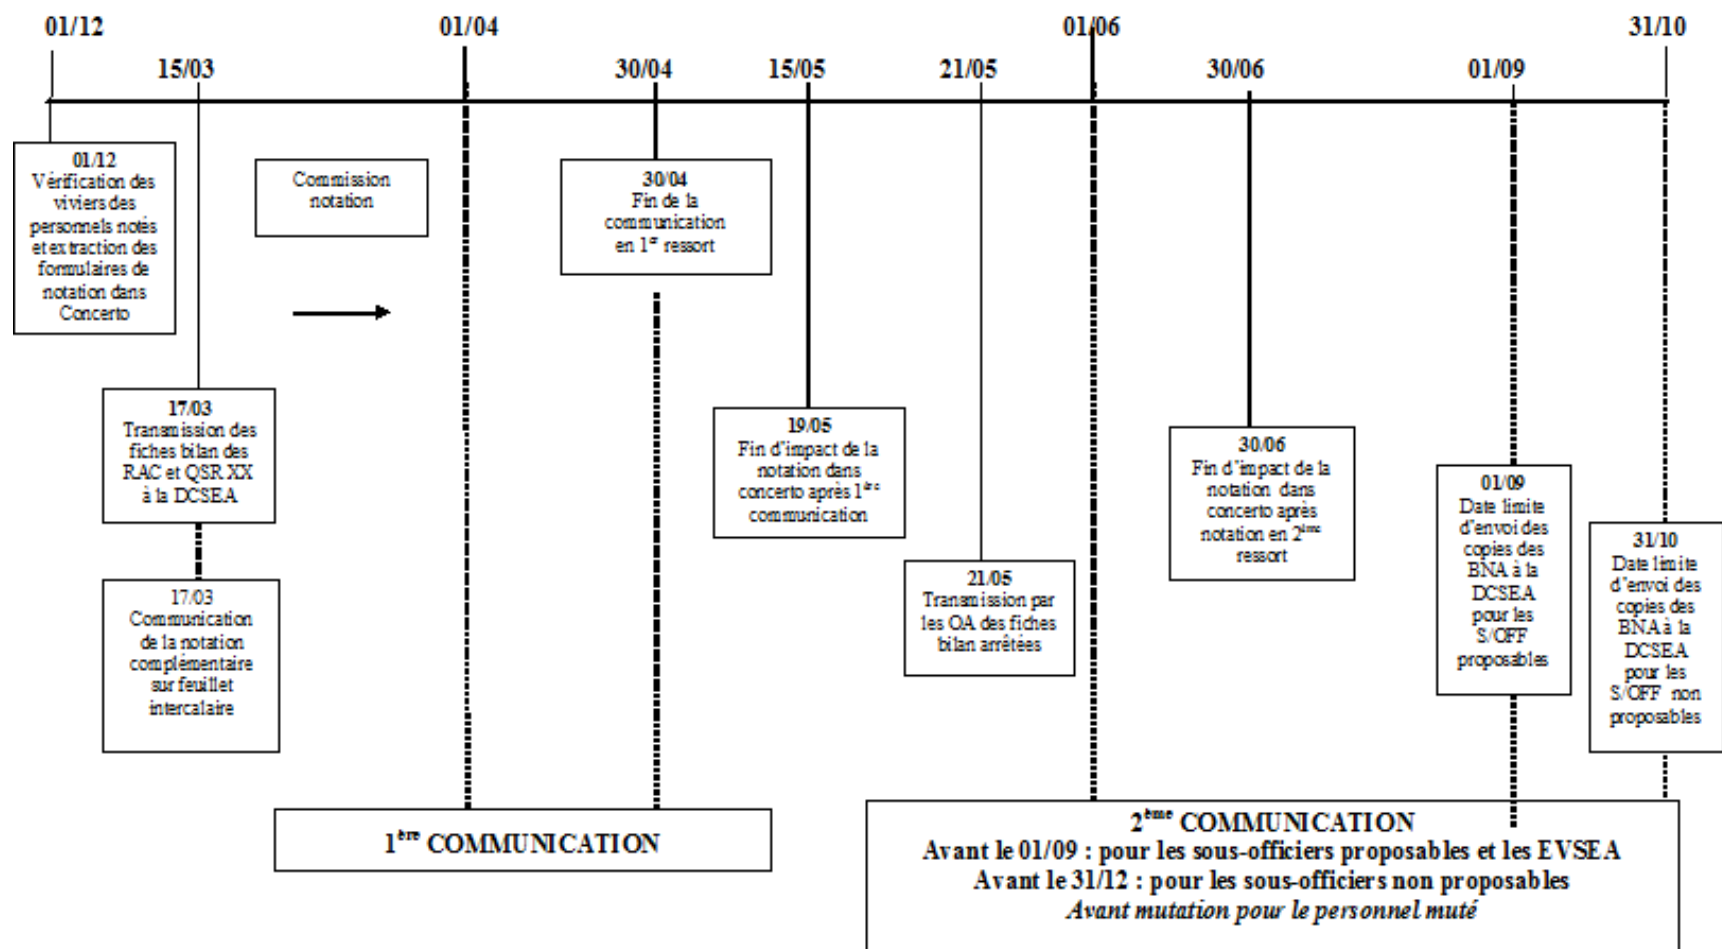 01/12
01/04
01/06
31/10
15/03
30/04
15/05
21/05
30/06
01/09
01/12
Vérification des
viviers des
personnels notés
et extraction des
formulaires de
notation dans
Concerto
Commission
notation
30/04
Fin de la
communication
en 1er ressort
17/03
Transmission des
fiches bilan des
RAC et QSR XX
à la DCSEA
17/03
Communication
de la notation
complémentaire
sur feuillet
intercalaire
19/05
Fin d'impact de la
notation dans
concerto après 1ère
communication
21/05
Transmission par
les OA des fiches
bilan arrêtées
30/06
Fin d'impact de la
notation dans
concerto après
notation en 2ème
ressort
01/09
Date limite
d'envoi des
copies des
BNA à la
DCSEA
pour les
S/OFF
proposables
31/10
Date limite
d'envoi des
copies des
BNA à la
DCSEA
pour les
S/OFF non
proposables
1ère COMMUNICATION
2ème COMMUNICATION
Avant le 01/09 : pour les sous-officiers proposables et les EVSEA
Avant le 31/12 : pour les sous-officiers non proposables
Avant mutation pour le personnel muté